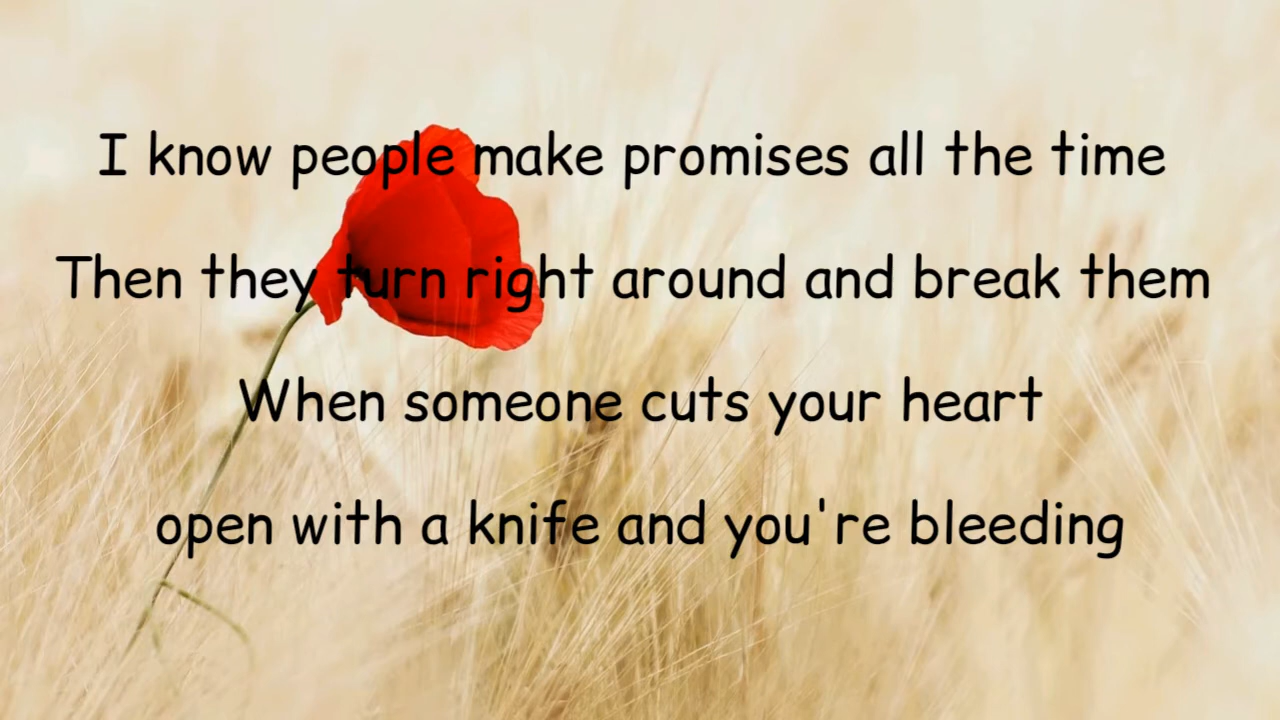 I know people make promises all the time
Then they turn right around and break them
When someone cuts your heart
open with a knife and you're bleeding